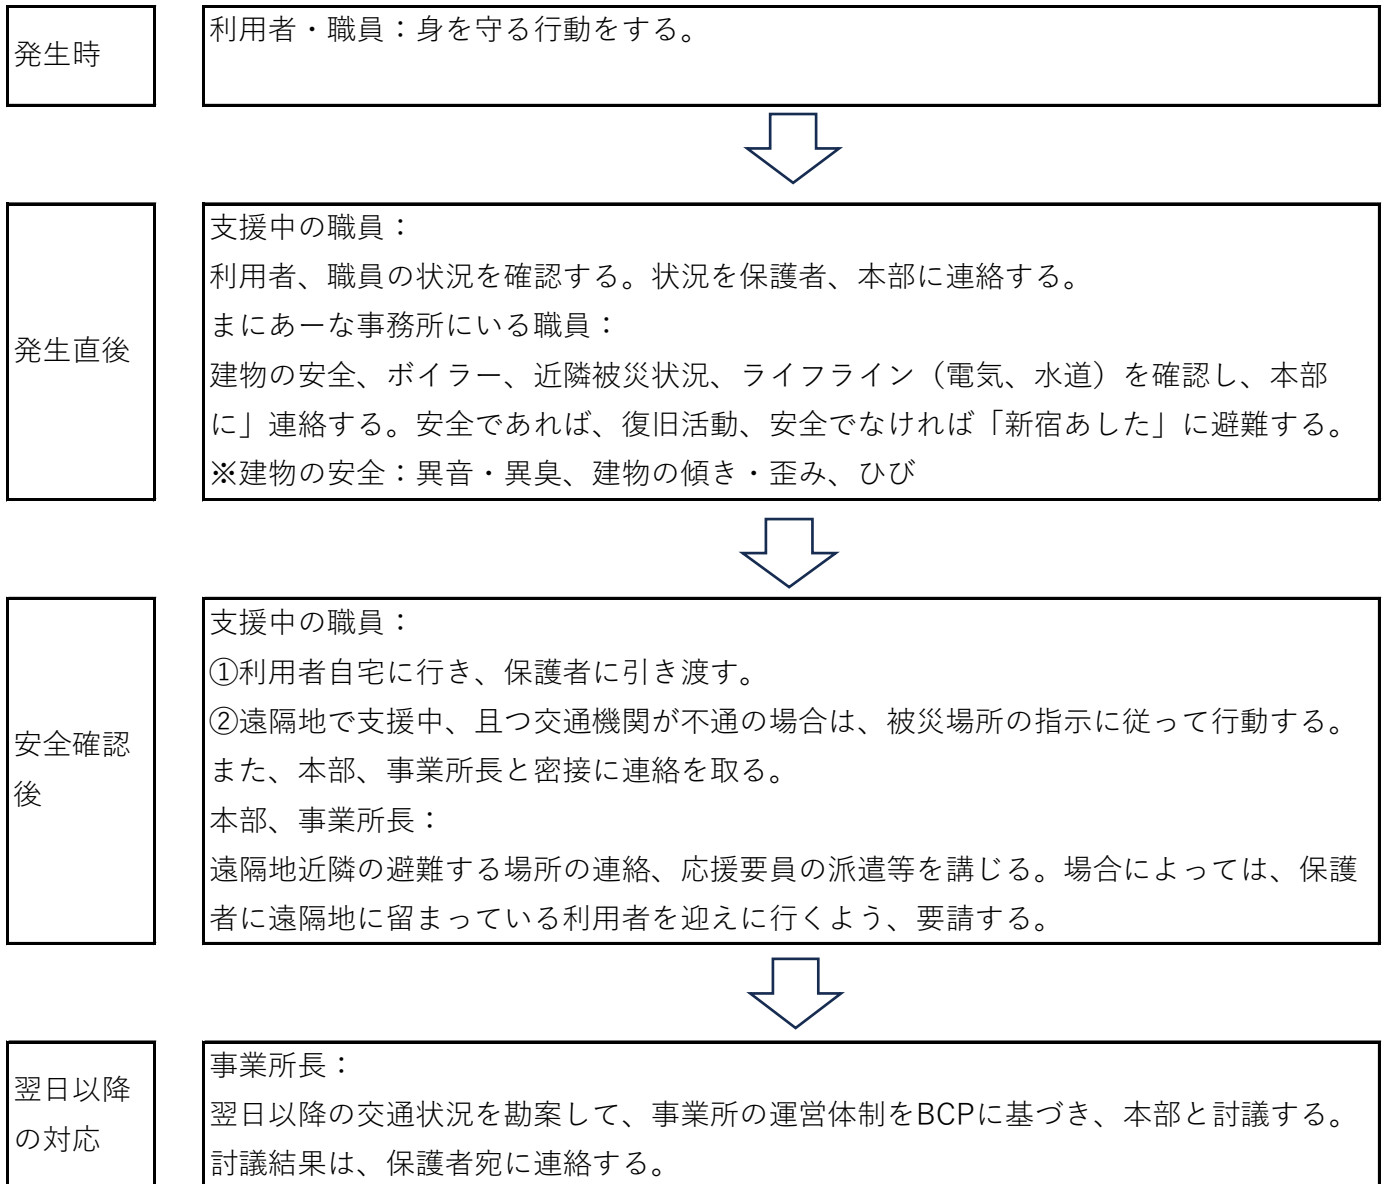 発生時
利用者・職員：身を守る行動をする。
発生直後
支援中の職員：
利用者、職員の状況を確認する。状況を保護者、本部に連絡する。
まにあーな事務所にいる職員：
建物の安全、ボイラー、近隣被災状況、ライフライン（電気、水道）を確認し、本部
に」連絡する。安全であれば、復旧活動、安全でなければ「新宿あした」に避難する。
※建物の安全：異音・異臭、建物の傾き・歪み、ひび
安全確認
後
支援中の職員：
①利用者自宅に行き、保護者に引き渡す。
②遠隔地で支援中、且つ交通機関が不通の場合は、被災場所の指示に従って行動する。
また、本部、事業所長と密接に連絡を取る。
本部、事業所長：
遠隔地近隣の避難する場所の連絡、応援要員の派遣等を講じる。場合によっては、保護
者に遠隔地に留まっている利用者を迎えに行くよう、要請する。
翌日以降
の対応
事業所長：
翌日以降の交通状況を勘案して、事業所の運営体制をBCPに基づき、本部と討議する。
討議結果は、保護者宛に連絡する。